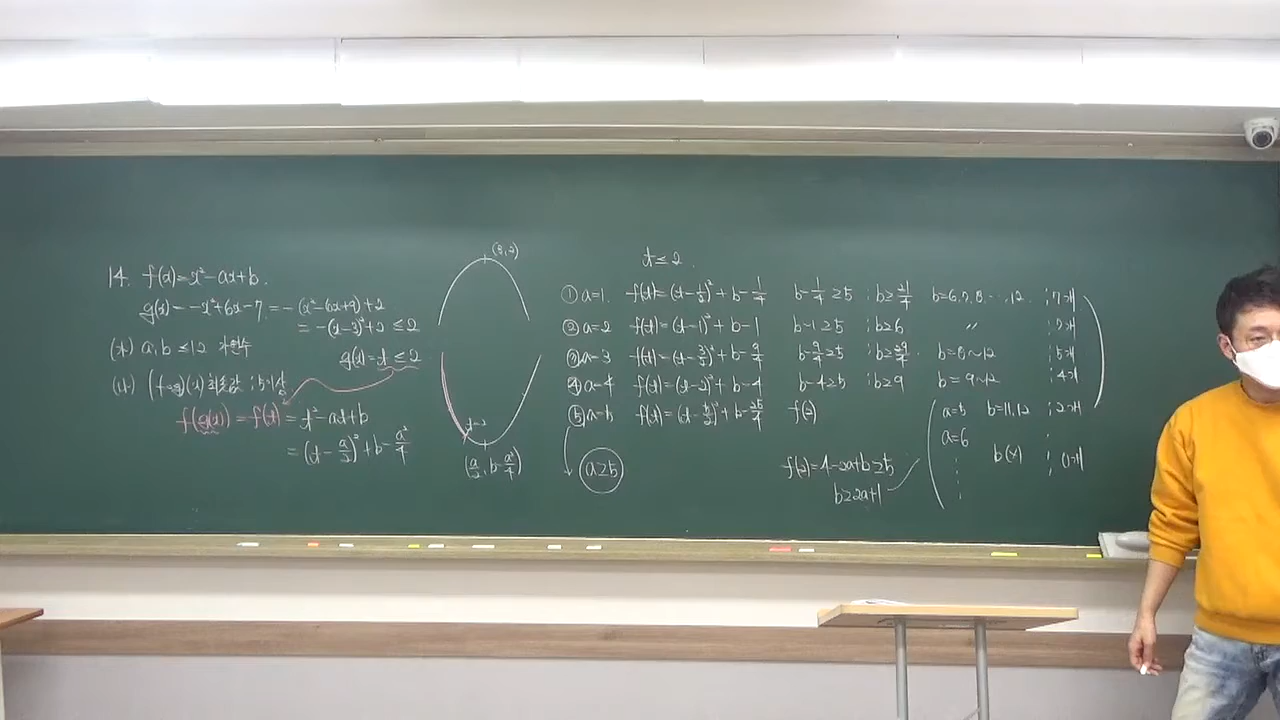 14. f(x)=x²-ax+b.
g(x)=-x²+6x-7=-(x²-6x+9)+2
=-(x-3)²+2≤2
(가) a,b≤12 자연수
g(x)=t≤2
(나) (f∘g)(x) 최솟값 ; 5이상
f(g(x))=f(t)=t²-at+b
=(t-a/2)²+b-a²/4
(3,2)
t=2
(a/2, b-a²/4)
t≤2.
① a=1. f(t)=(t-1/2)²+b-1/4 b-1/4≥5 ; b≥21/4 b=6,7,8,…,12 ; 7개
② a=2 f(t)=(t-1)²+b-1 b-1≥5 ; b≥6 〃 ; 7개
③ a=3 f(t)=(t-3/2)²+b-9/4 b-9/4≥5 ; b≥29/4 b=8~12 ; 5개
④ a=4 f(t)=(t-2)²+b-4 b-4≥5 ; b≥9 b=9~12 ; 4개
⑤ a=5 f(t)=(t-5/2)²+b-25/4 f(2) a=5 b=11,12 ; 2개
a≥5
a=6
b(×) ; 0개
f(2)=4-2a+b≥5
b≥2a+1